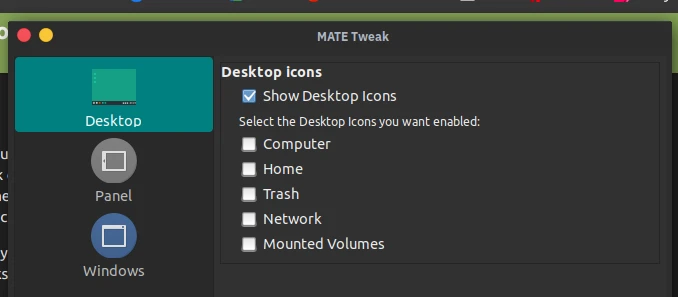 MATE Tweak
Desktop
Panel
Windows
Desktop icons
Show Desktop Icons
Select the Desktop Icons you want enabled:
Computer
Home
Trash
Network
Mounted Volumes